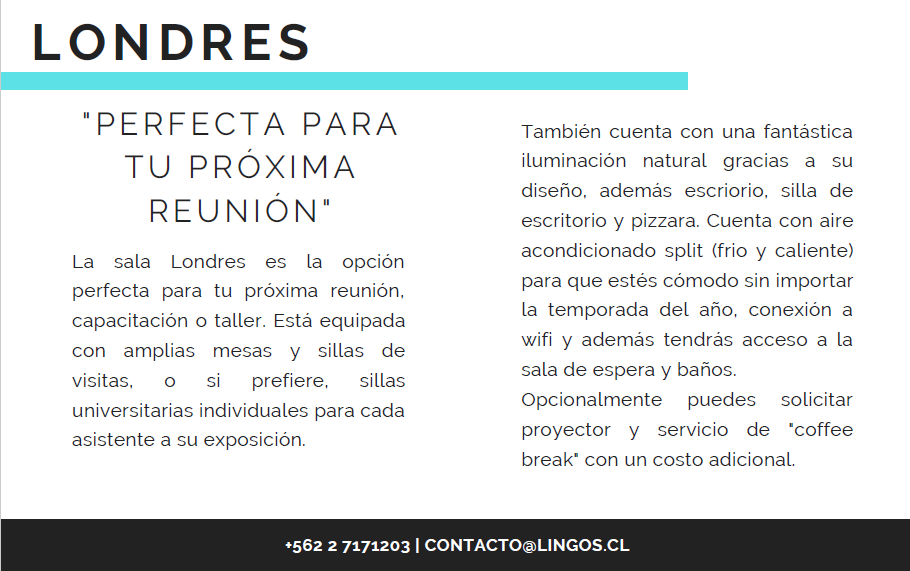 LONDRES
"PERFECTA PARA
TU PRÓXIMA
REUNIÓN"
La sala Londres es la opción
perfecta para tu próxima reunión,
capacitación o taller. Está equipada
con amplias mesas y sillas de
visitas, o si prefiere, sillas
universitarias individuales para cada
asistente a su exposición.
También cuenta con una fantástica
iluminación natural gracias a su
diseño, además escriorio, silla de
escritorio y pizzara. Cuenta con aire
acondicionado split (frio y caliente)
para que estés cómodo sin importar
la temporada del año, conexión a
wifi y además tendrás acceso a la
sala de espera y baños.
Opcionalmente puedes solicitar
proyector y servicio de "coffee
break" con un costo adicional.
+562 2 7171203 | CONTACTO@LINGOS.CL